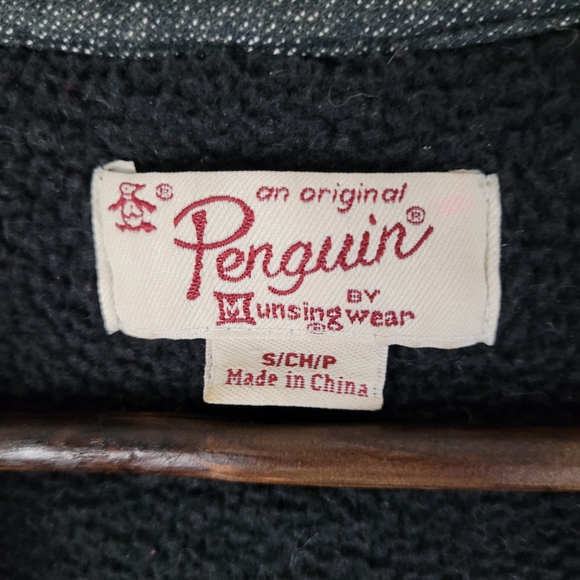 an original
Penguin®
BY
Munsingwear®
S/CH/P
Made in China